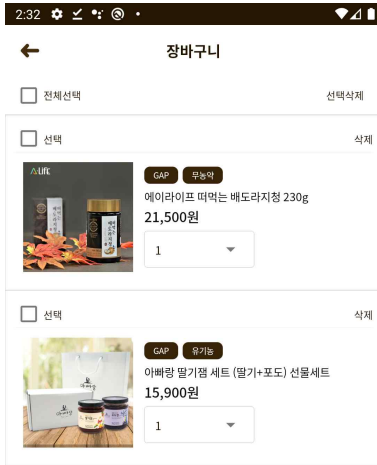 2:32
장바구니
전체선택 선택삭제
선택 삭제
A-Lift
GAP 무농약
에이라이프 떠먹는 배도라지청 230g
21,500원
1
선택 삭제
GAP 유기농
아빠랑 딸기잼 세트 (딸기+포도) 선물세트
15,900원
1